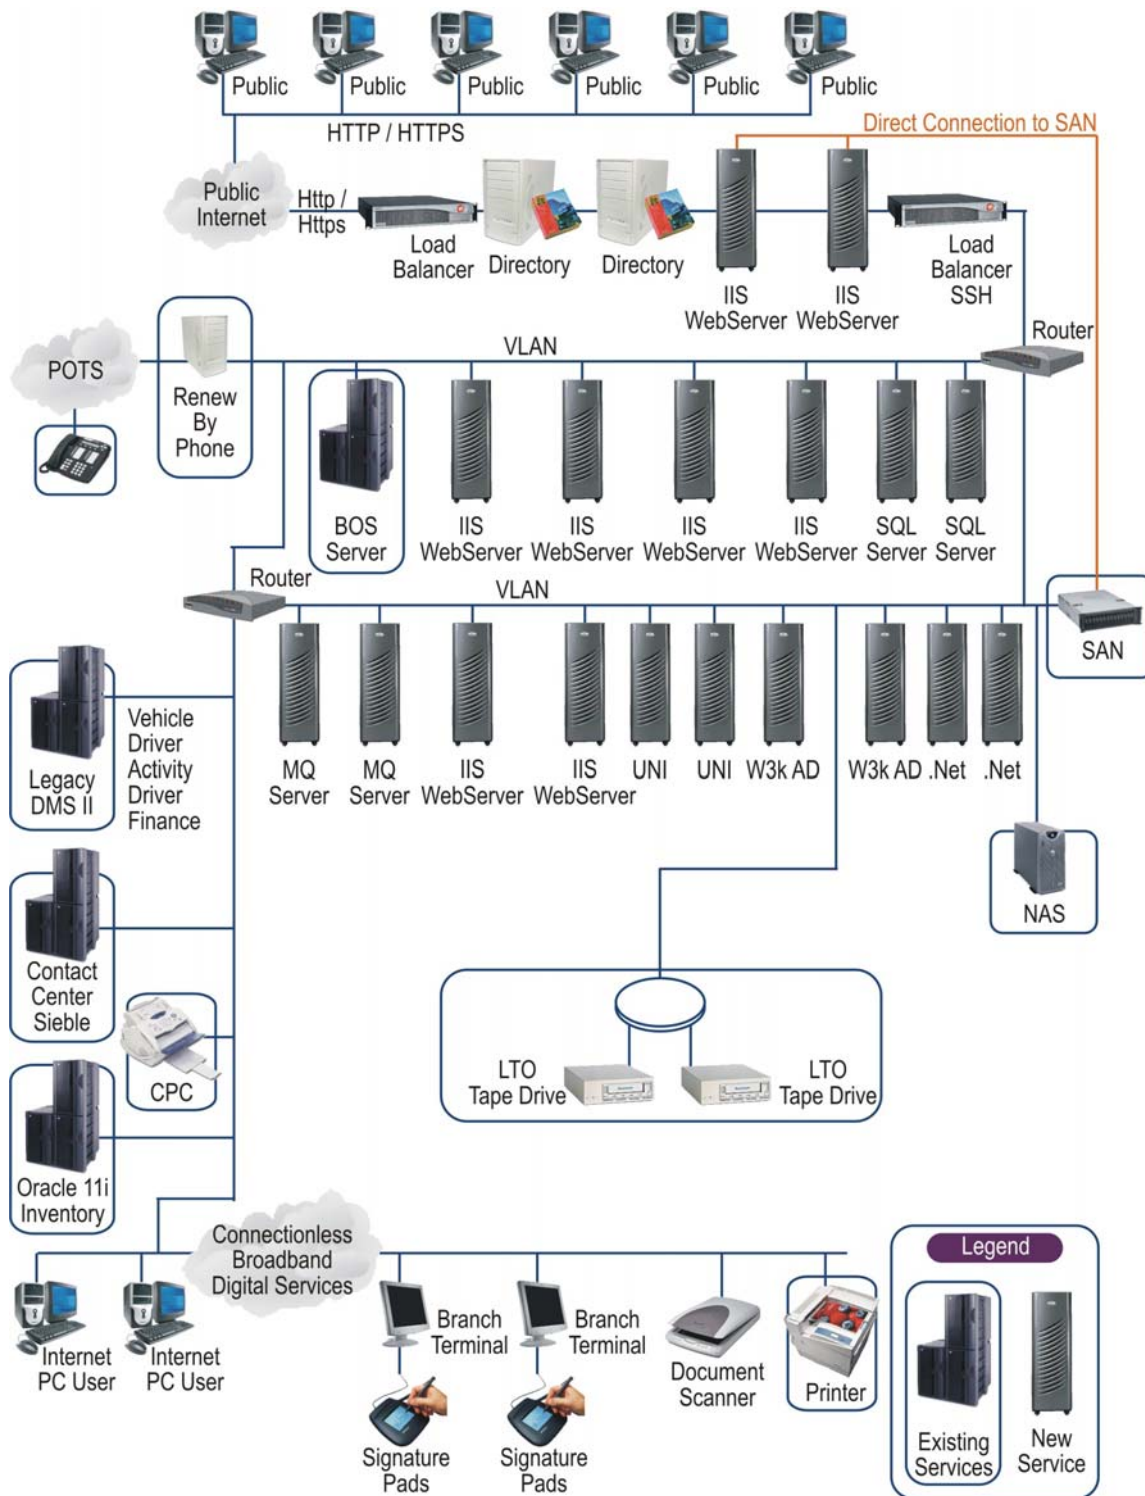 Public
Public
Public
Public
Public
Public
HTTP / HTTPS
Direct Connection to SAN
Public
Internet
Http /
Https
Load
Balancer
Directory
Directory
IIS
WebServer
IIS
WebServer
Load
Balancer
SSH
Router
POTS
Renew
By
Phone
VLAN
BOS
Server
IIS
WebServer
IIS
WebServer
IIS
WebServer
IIS
WebServer
SQL
Server
SQL
Server
Router
VLAN
SAN
Legacy
DMS II
Vehicle
Driver
Activity
Driver
Finance
MQ
Server
MQ
Server
IIS
WebServer
IIS
WebServer
UNI
UNI
W3k AD
W3k AD
.Net
.Net
NAS
Contact
Center
Sieble
CPC
LTO
Tape Drive
LTO
Tape Drive
Oracle 11i
Inventory
Connectionless
Broadband
Digital Services
Internet
PC User
Internet
PC User
Branch
Terminal
Branch
Terminal
Signature
Pads
Signature
Pads
Document
Scanner
Printer
Legend
Existing
Services
New
Service